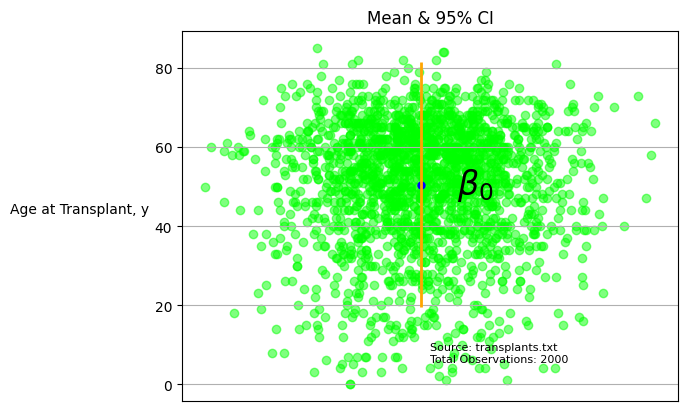 Mean & 95% CI
80
60
40
20
0
Age at Transplant, y
β₀
Source: transplants.txt
Total Observations: 2000